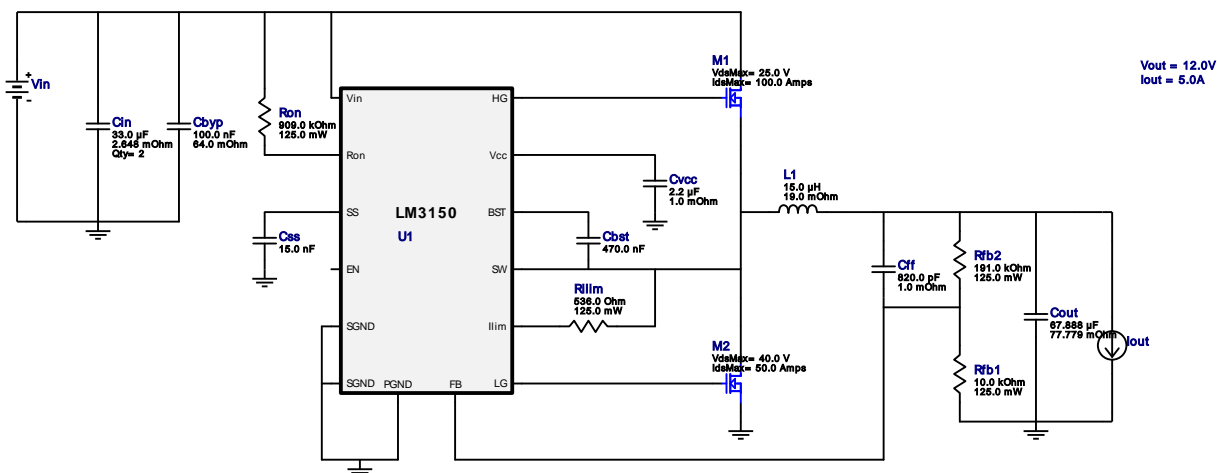 Vin
Cin
33.0 µF
2.648 mOhm
Qty= 2
Cbyp
100.0 nF
64.0 mOhm
Ron
909.0 kOhm
125.0 mW
Css
15.0 nF
Vin
Ron
SS
EN
SGND
SGND
PGND
FB
HG
Vcc
BST
SW
Ilim
LG
LM3150
U1
Cvcc
2.2 µF
1.0 mOhm
Cbst
470.0 nF
Rilim
536.0 Ohm
125.0 mW
M1
VdsMax= 25.0 V
IdsMax= 100.0 Amps
M2
VdsMax= 40.0 V
IdsMax= 50.0 Amps
L1
15.0 µH
19.0 mOhm
Cff
820.0 pF
1.0 mOhm
Rfb2
191.0 kOhm
125.0 mW
Rfb1
10.0 kOhm
125.0 mW
Cout
67.888 µF
77.779 mOhm
Iout
Vout = 12.0V
Iout = 5.0A